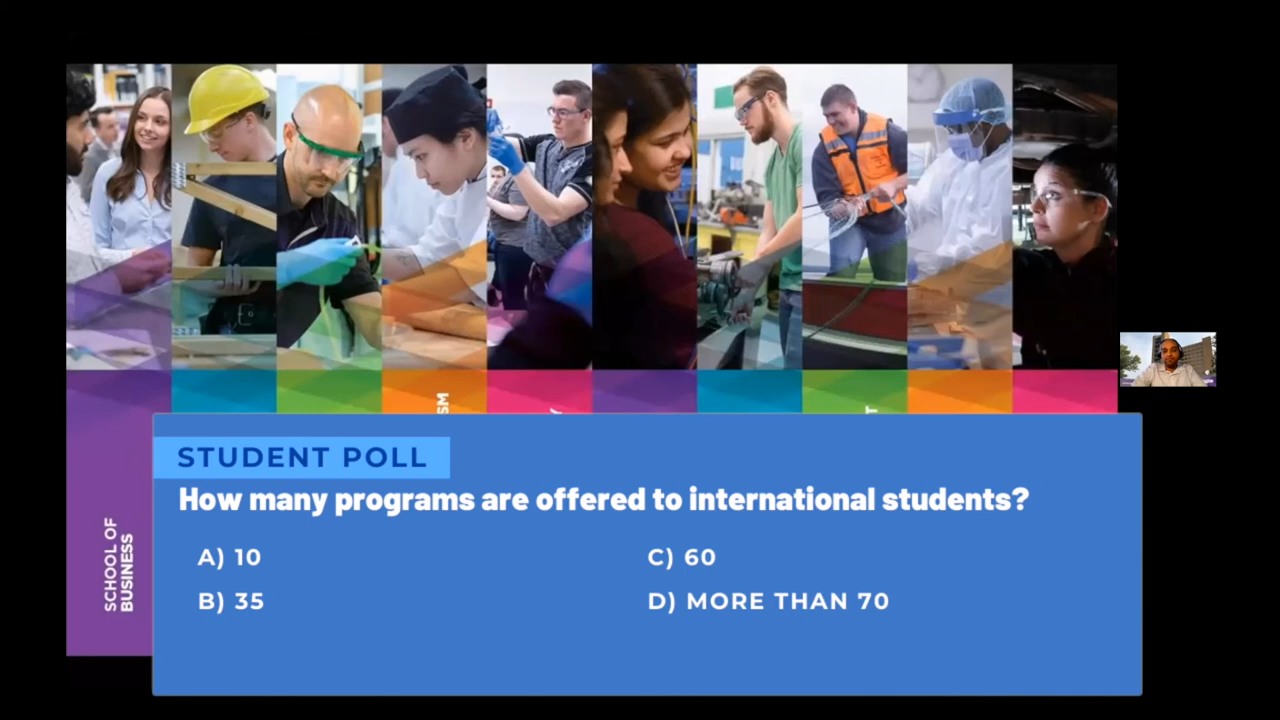 SM
T
SCHOOL OF
BUSINESS
STUDENT POLL
How many programs are offered to international students?
A) 10
C) 60
B) 35
D) MORE THAN 70